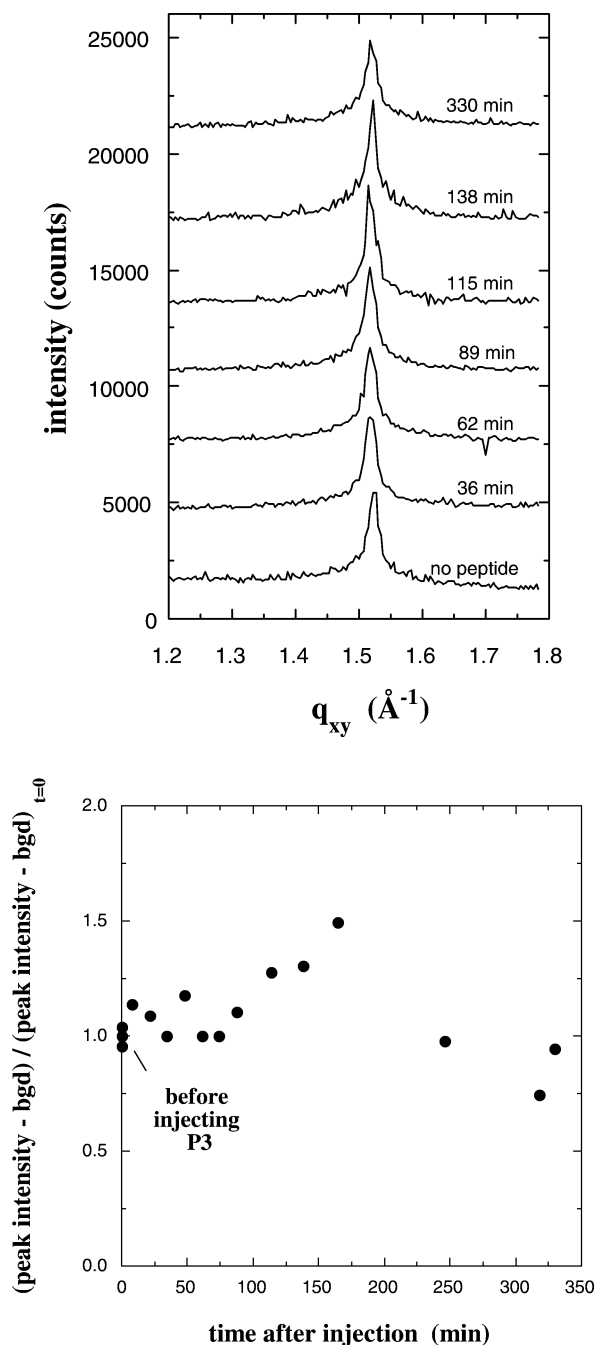 25000
330 min
20000
138 min
15000
115 min
89 min
10000
62 min
36 min
5000
no peptide
0
1.2 1.3 1.4 1.5 1.6 1.7 1.8
intensity (counts)
q_xy (Å⁻¹)
2.0
1.5
1.0
before
injecting
P3
0.5
0.0
0 50 100 150 200 250 300 350
(peak intensity - bgd) / (peak intensity - bgd)_t=0
time after injection (min)